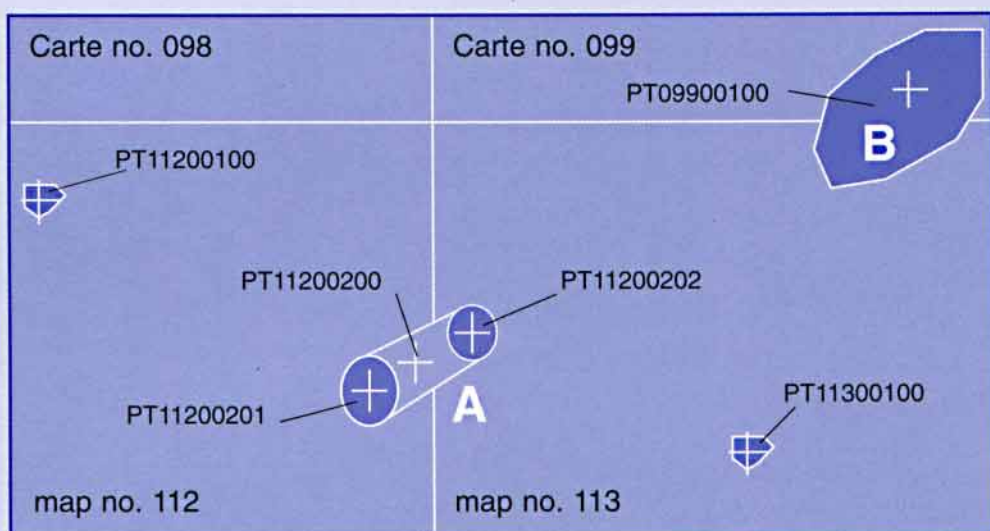 Carte no. 098
Carte no. 099
PT09900100
B
PT11200100
PT11200200
PT11200202
A
PT11200201
PT11300100
map no. 112
map no. 113